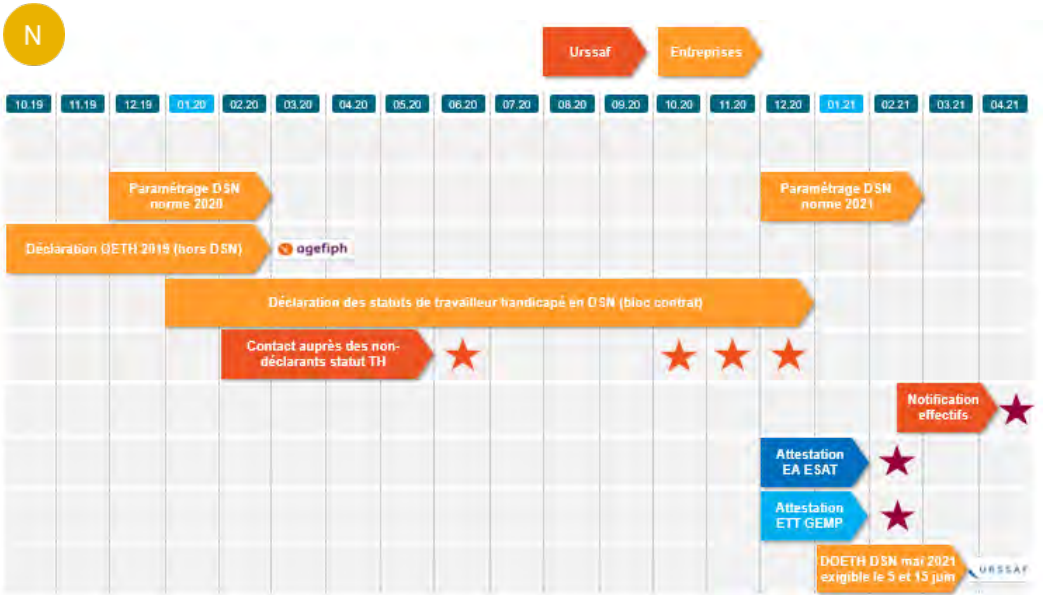 N
Urssaf
Entreprises
10.19 11.19 12.19 01.20 02.20 03.20 04.20 05.20 06.20 07.20 08.20 09.20 10.20 11.20 12.20 01.21 02.21 03.21 04.21
Paramétrage DSN
norme 2020
Paramétrage DSN
norme 2021
Déclaration OETH 2019 (hors DSN)
agefiph
Déclaration des statuts de travailleur handicapé en DSN (bloc contrat)
Contact auprès des non-
déclarants statut TH
Notification
effectifs
Attestation
EA ESAT
Attestation
ETT GEMP
DOETH DSN mai 2021
exigible le 5 et 15 juin
URSSAF